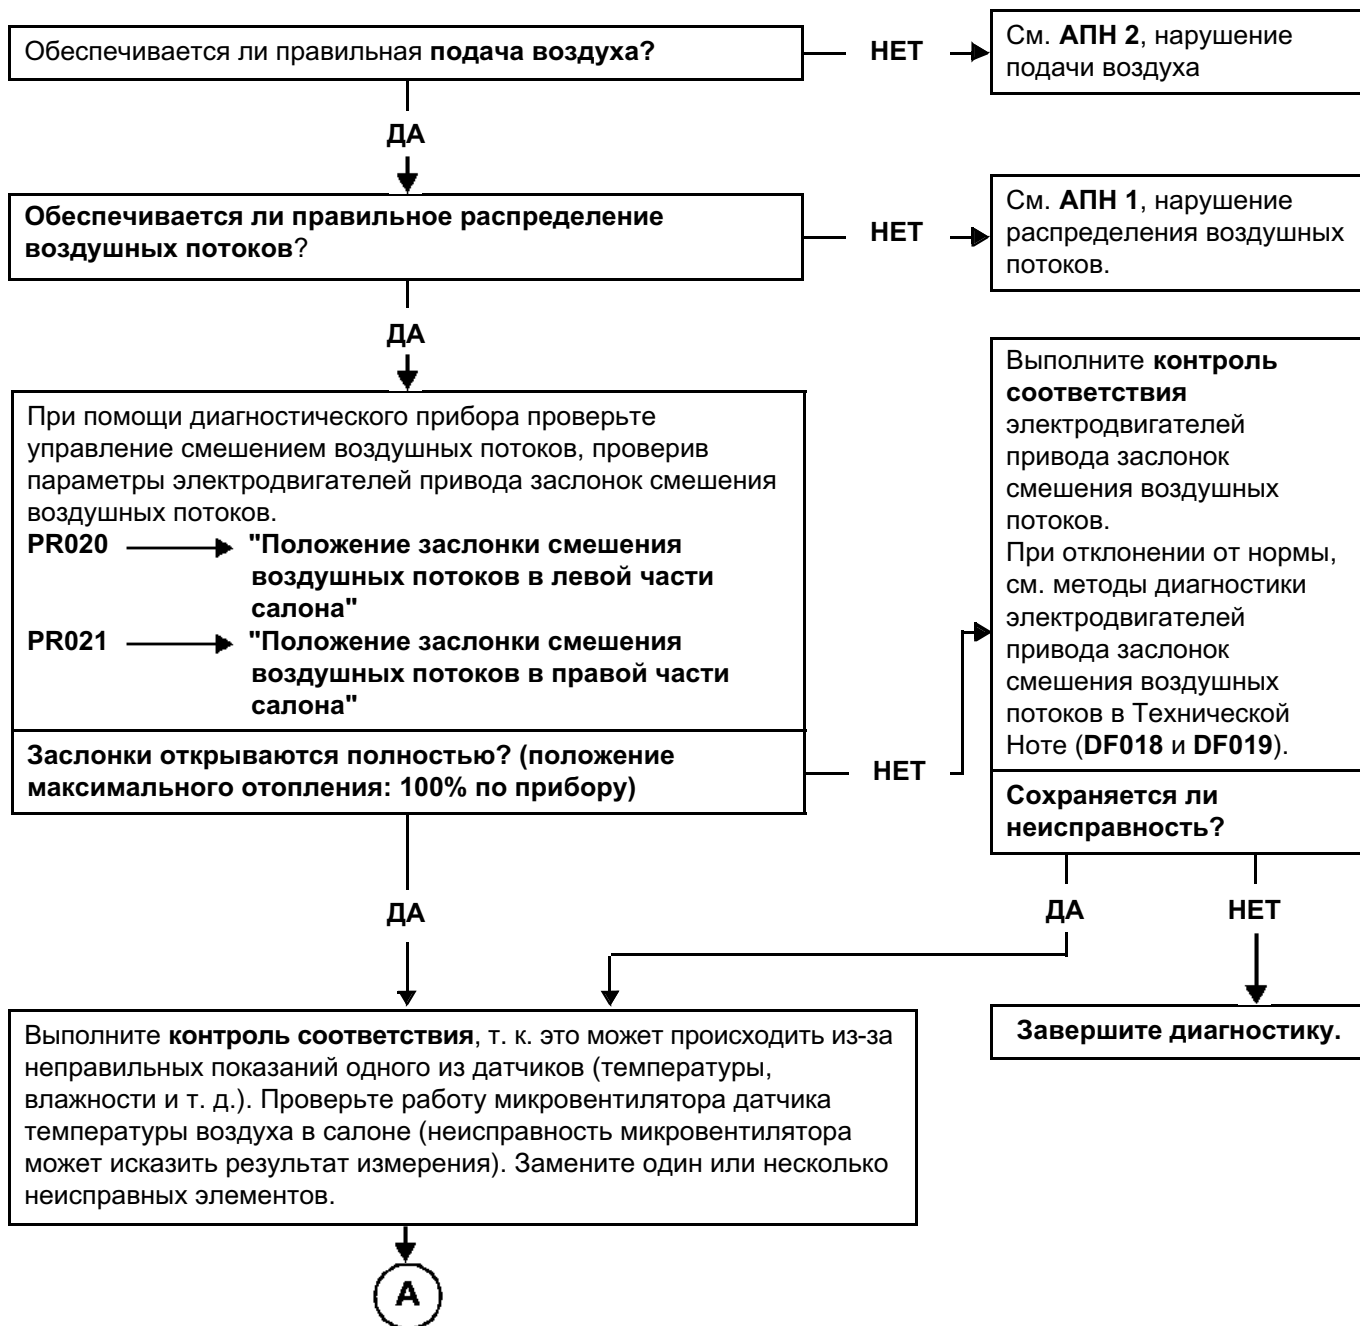 Обеспечивается ли правильная подача воздуха?
НЕТ
См. АПН 2, нарушение
подачи воздуха
ДА
Обеспечивается ли правильное распределение
воздушных потоков?
НЕТ
См. АПН 1, нарушение
распределения воздушных
потоков.
ДА
При помощи диагностического прибора проверьте
управление смешением воздушных потоков, проверив
параметры электродвигателей привода заслонок смешения
воздушных потоков.
PR020 "Положение заслонки смешения
воздушных потоков в левой части
салона"
PR021 "Положение заслонки смешения
воздушных потоков в правой части
салона"
Заслонки открываются полностью? (положение
максимального отопления: 100% по прибору)
НЕТ
Выполните контроль
соответствия
электродвигателей
привода заслонок
смешения воздушных
потоков.
При отклонении от нормы,
см. методы диагностики
электродвигателей
привода заслонок
смешения воздушных
потоков в Технической
Ноте (DF018 и DF019).
Сохраняется ли
неисправность?
ДА
ДА
НЕТ
Выполните контроль соответствия, т. к. это может происходить из-за
неправильных показаний одного из датчиков (температуры,
влажности и т. д.). Проверьте работу микровентилятора датчика
температуры воздуха в салоне (неисправность микровентилятора
может исказить результат измерения). Замените один или несколько
неисправных элементов.
Завершите диагностику.
А